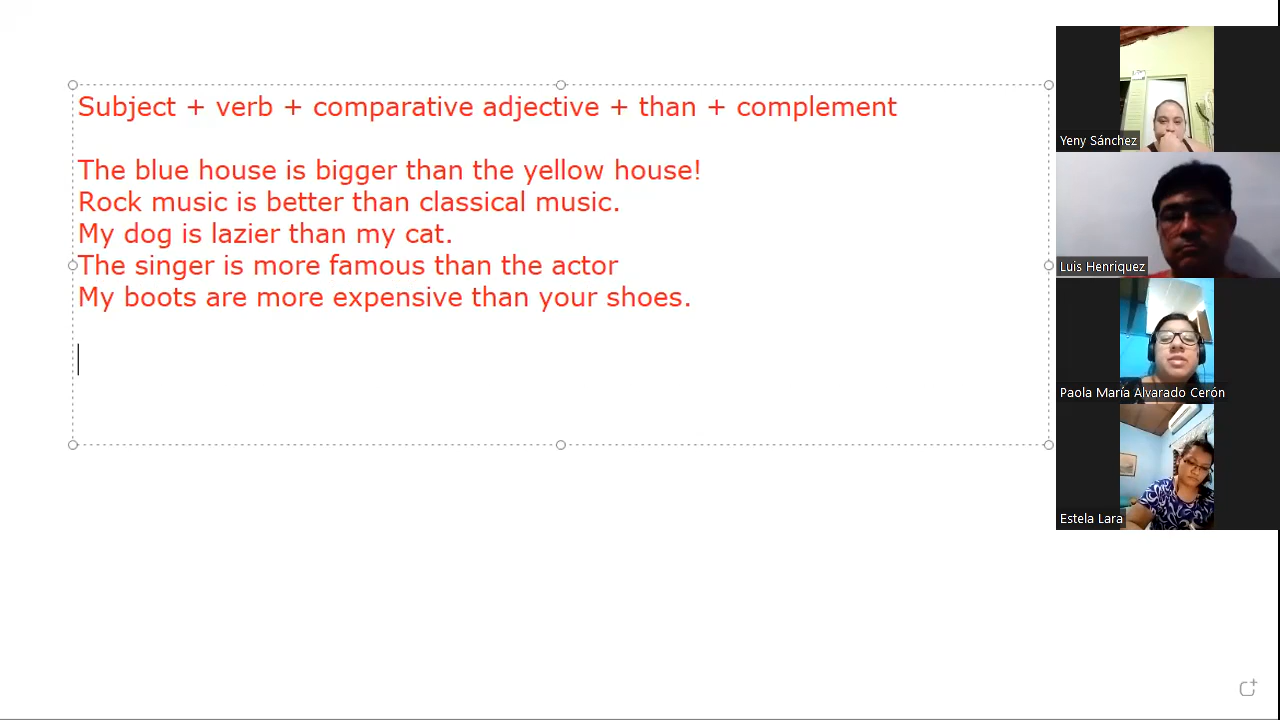 Subject + verb + comparative adjective + than + complement
The blue house is bigger than the yellow house!
Rock music is better than classical music.
My dog is lazier than my cat.
The singer is more famous than the actor
My boots are more expensive than your shoes.
Yeny Sánchez
Luis Henriquez
Paola María Alvarado Cerón
Estela Lara